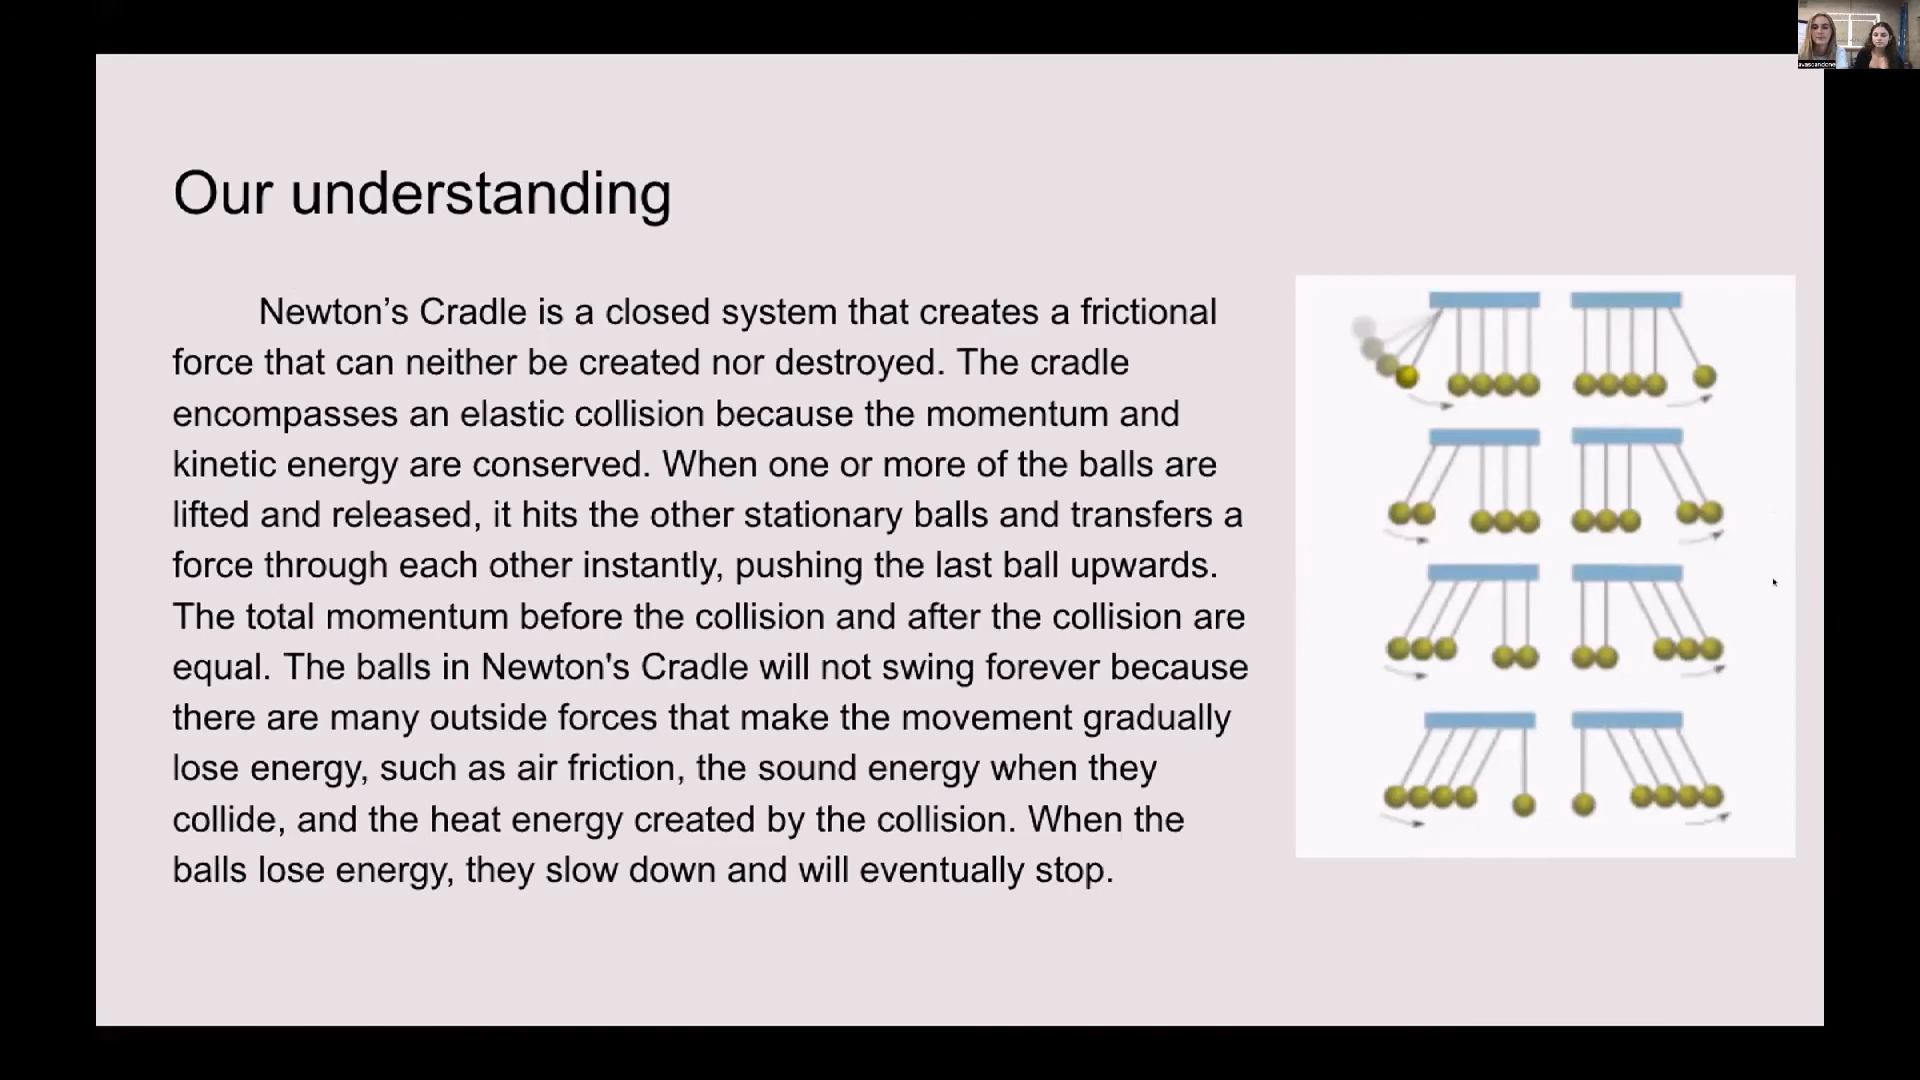 avascandone
Our understanding
Newton’s Cradle is a closed system that creates a frictional
force that can neither be created nor destroyed. The cradle
encompasses an elastic collision because the momentum and
kinetic energy are conserved. When one or more of the balls are
lifted and released, it hits the other stationary balls and transfers a
force through each other instantly, pushing the last ball upwards.
The total momentum before the collision and after the collision are
equal. The balls in Newton's Cradle will not swing forever because
there are many outside forces that make the movement gradually
lose energy, such as air friction, the sound energy when they
collide, and the heat energy created by the collision. When the
balls lose energy, they slow down and will eventually stop.